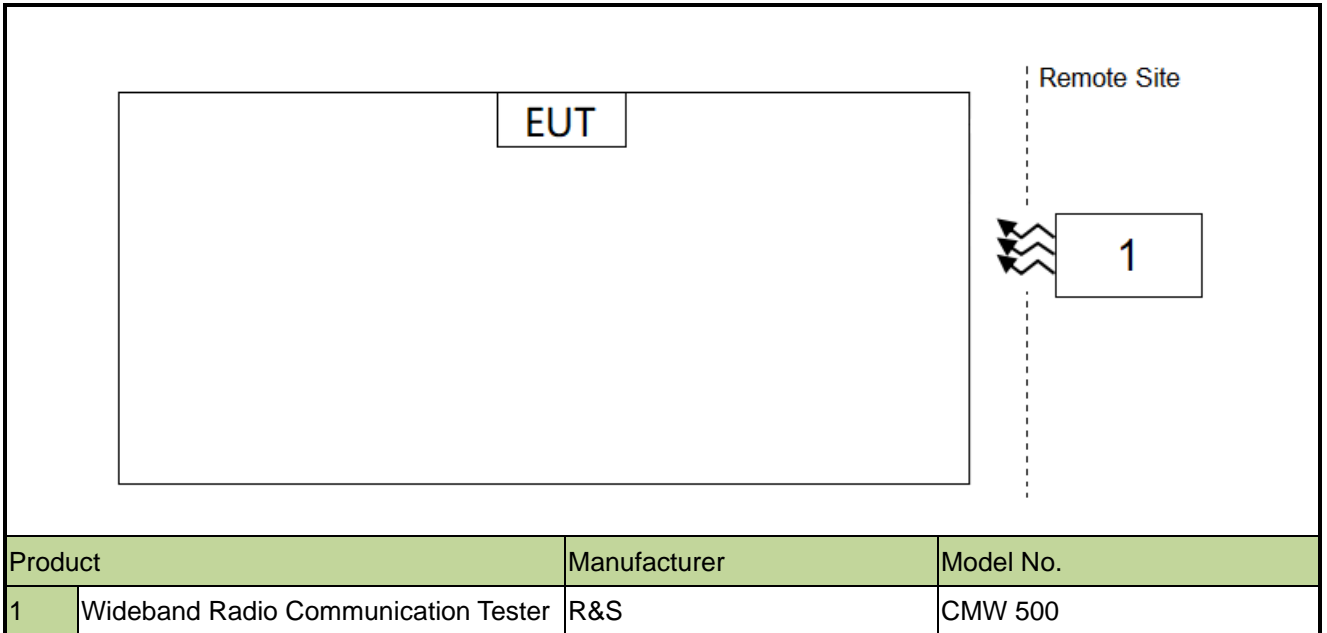 Remote Site
EUT
1
Product Manufacturer Model No.
1 Wideband Radio Communication Tester R&S CMW 500